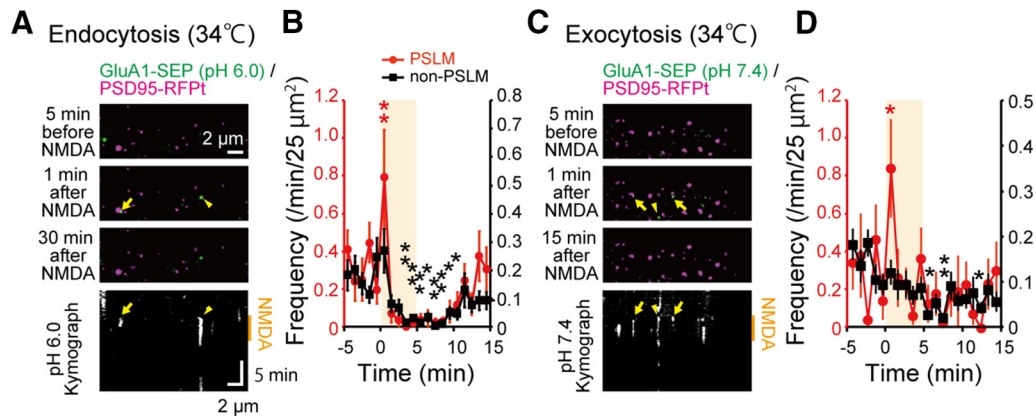 A
Endocytosis (34℃)
GluA1-SEP (pH 6.0) /
PSD95-RFPt
5 min
before
NMDA
2 µm
1 min
after
NMDA
30 min
after
NMDA
pH 6.0
Kymograph
NMDA
5 min
2 µm
B
PSLM
non-PSLM
Frequency (/min/25 µm²)
1.2
1.0
0.8
0.6
0.4
0.2
0
**
*
**
**
*
**
**
*
*
0.8
0.7
0.6
0.5
0.4
0.3
0.2
0.1
0
-5
0
5
10
15
Time (min)
C
Exocytosis (34℃)
GluA1-SEP (pH 7.4) /
PSD95-RFPt
5 min
before
NMDA
2 µm
1 min
after
NMDA
15 min
after
NMDA
pH 7.4
Kymograph
NMDA
D
Frequency (/min/25 µm²)
1.2
1.0
0.8
0.6
0.4
0.2
0
*
*
**
*
0.5
0.4
0.3
0.2
0.1
0
-5
0
5
10
15
Time (min)